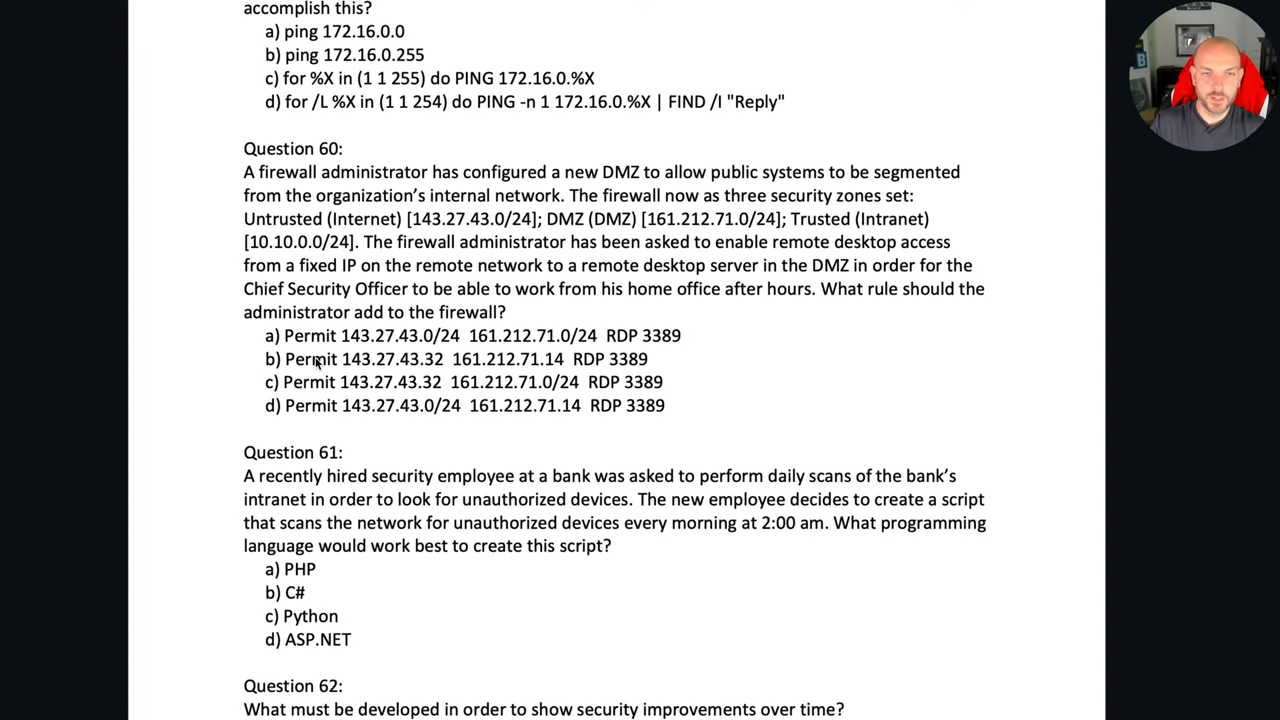 accomplish this?
a) ping 172.16.0.0
b) ping 172.16.0.255
c) for %X in (1 1 255) do PING 172.16.0.%X
d) for /L %X in (1 1 254) do PING -n 1 172.16.0.%X | FIND /I "Reply"
Question 60:
A firewall administrator has configured a new DMZ to allow public systems to be segmented
from the organization’s internal network. The firewall now as three security zones set:
Untrusted (Internet) [143.27.43.0/24]; DMZ (DMZ) [161.212.71.0/24]; Trusted (Intranet)
[10.10.0.0/24]. The firewall administrator has been asked to enable remote desktop access
from a fixed IP on the remote network to a remote desktop server in the DMZ in order for the
Chief Security Officer to be able to work from his home office after hours. What rule should the
administrator add to the firewall?
a) Permit 143.27.43.0/24 161.212.71.0/24 RDP 3389
b) Permit 143.27.43.32 161.212.71.14 RDP 3389
c) Permit 143.27.43.32 161.212.71.0/24 RDP 3389
d) Permit 143.27.43.0/24 161.212.71.14 RDP 3389
Question 61:
A recently hired security employee at a bank was asked to perform daily scans of the bank’s
intranet in order to look for unauthorized devices. The new employee decides to create a script
that scans the network for unauthorized devices every morning at 2:00 am. What programming
language would work best to create this script?
a) PHP
b) C#
c) Python
d) ASP.NET
Question 62:
What must be developed in order to show security improvements over time?